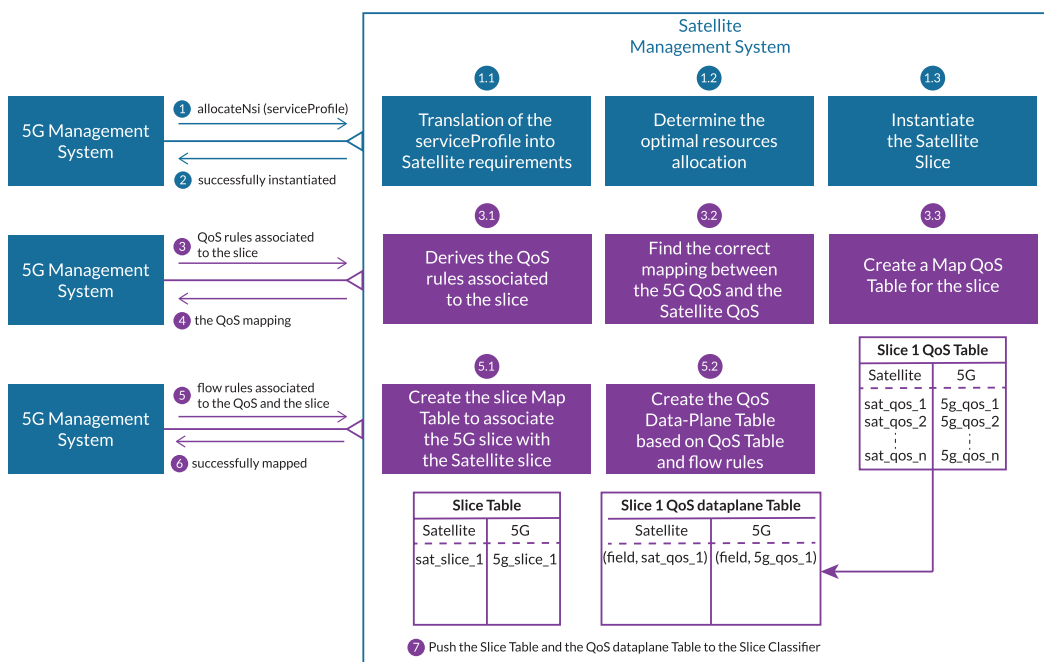 Satellite
Management System
1.1
1.2
1.3
5G Management
System
1 allocateNsi (serviceProfile)
2 successfully instantiated
Translation of the
serviceProfile into
Satellite requirements
Determine the
optimal resources
allocation
Instantiate
the Satellite
Slice
3.1
3.2
3.3
5G Management
System
3 QoS rules associated
to the slice
4 the QoS mapping
Derives the QoS
rules associated
to the slice
Find the correct
mapping between
the 5G QoS and the
Satellite QoS
Create a Map QoS
Table for the slice
5.1
5.2
5G Management
System
5 flow rules associated
to the QoS and the slice
6 successfully mapped
Create the slice Map
Table to associate
the 5G slice with
the Satellite slice
Create the QoS
Data-Plane Table
based on QoS Table
and flow rules
Slice 1 QoS Table
Satellite 5G
sat_qos_1 5g_qos_1
sat_qos_2 5g_qos_2
sat_qos_n 5g_qos_n
Slice Table
Satellite 5G
sat_slice_1 5g_slice_1
Slice 1 QoS dataplane Table
Satellite 5G
(field, sat_qos_1) (field, 5g_qos_1)
7 Push the Slice Table and the QoS dataplane Table to the Slice Classifier